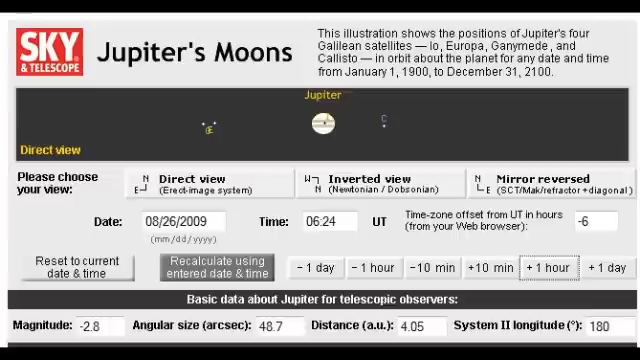 SKY
& TELESCOPE
Jupiter's Moons
This illustration shows the positions of Jupiter's four
Galilean satellites — Io, Europa, Ganymede, and
Callisto — in orbit about the planet for any date and time
from January 1, 1900, to December 31, 2100.
Jupiter
C
Direct view
Please choose
your view:
N
E
Direct view
(Erect-image system)
W
N
Inverted view
(Newtonian / Dobsonian)
N
E
Mirror reversed
(SCT/Mak/refractor +diagonal)
Date: 08/26/2009 Time: 06:24 UT
(mm/dd/yyyy)
Time-zone offset from UT in hours
(from your Web browser): -6
Reset to current
date & time
Recalculate using
entered date & time
− 1 day − 1 hour −10 min +10 min + 1 hour + 1 day
Basic data about Jupiter for telescopic observers:
Magnitude: -2.8 Angular size (arcsec): 48.7 Distance (a.u.): 4.05 System II longitude (°): 180